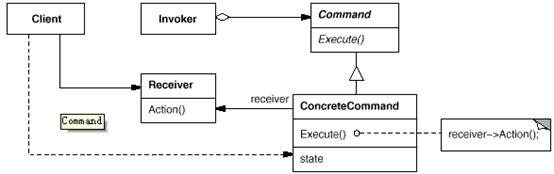 Client
Invoker
Command
Execute()
Receiver
Action()
receiver
ConcreteCommand
Execute()
state
receiver->Action();
Command